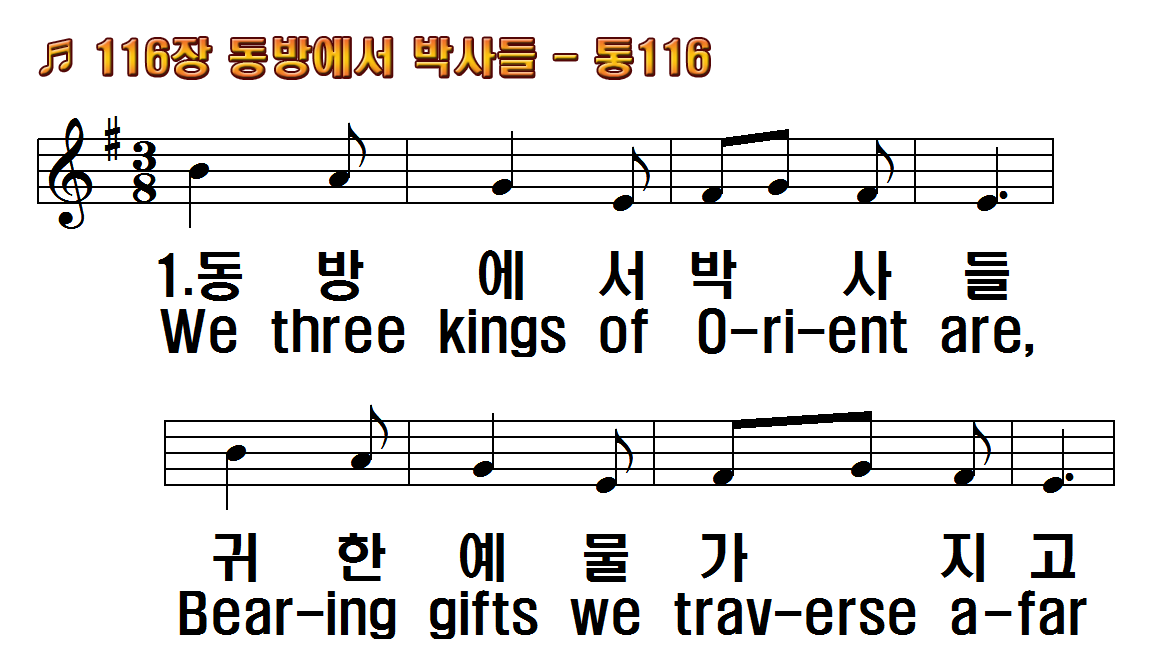 ♬ 116장 동방에서 박사들 - 통116
3
8
1.동 방 에 서 박 사 들
We three kings of O-ri-ent are,
귀 한 예 물 가 지 고
Bear-ing gifts we trav-erse a-far